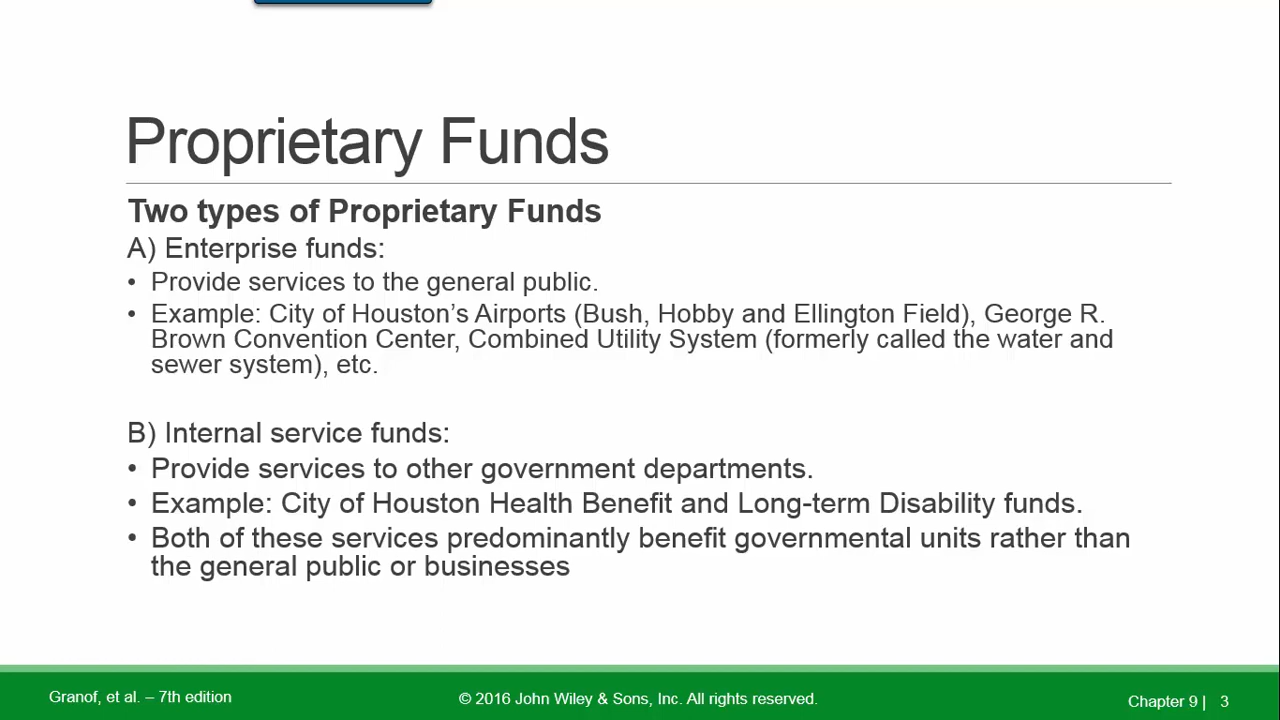 Proprietary Funds
Two types of Proprietary Funds
A) Enterprise funds:
• Provide services to the general public.
• Example: City of Houston’s Airports (Bush, Hobby and Ellington Field), George R.
Brown Convention Center, Combined Utility System (formerly called the water and
sewer system), etc.
B) Internal service funds:
• Provide services to other government departments.
• Example: City of Houston Health Benefit and Long-term Disability funds.
• Both of these services predominantly benefit governmental units rather than
the general public or businesses
Granof, et al. – 7th edition
© 2016 John Wiley & Sons, Inc. All rights reserved.
Chapter 9 | 3